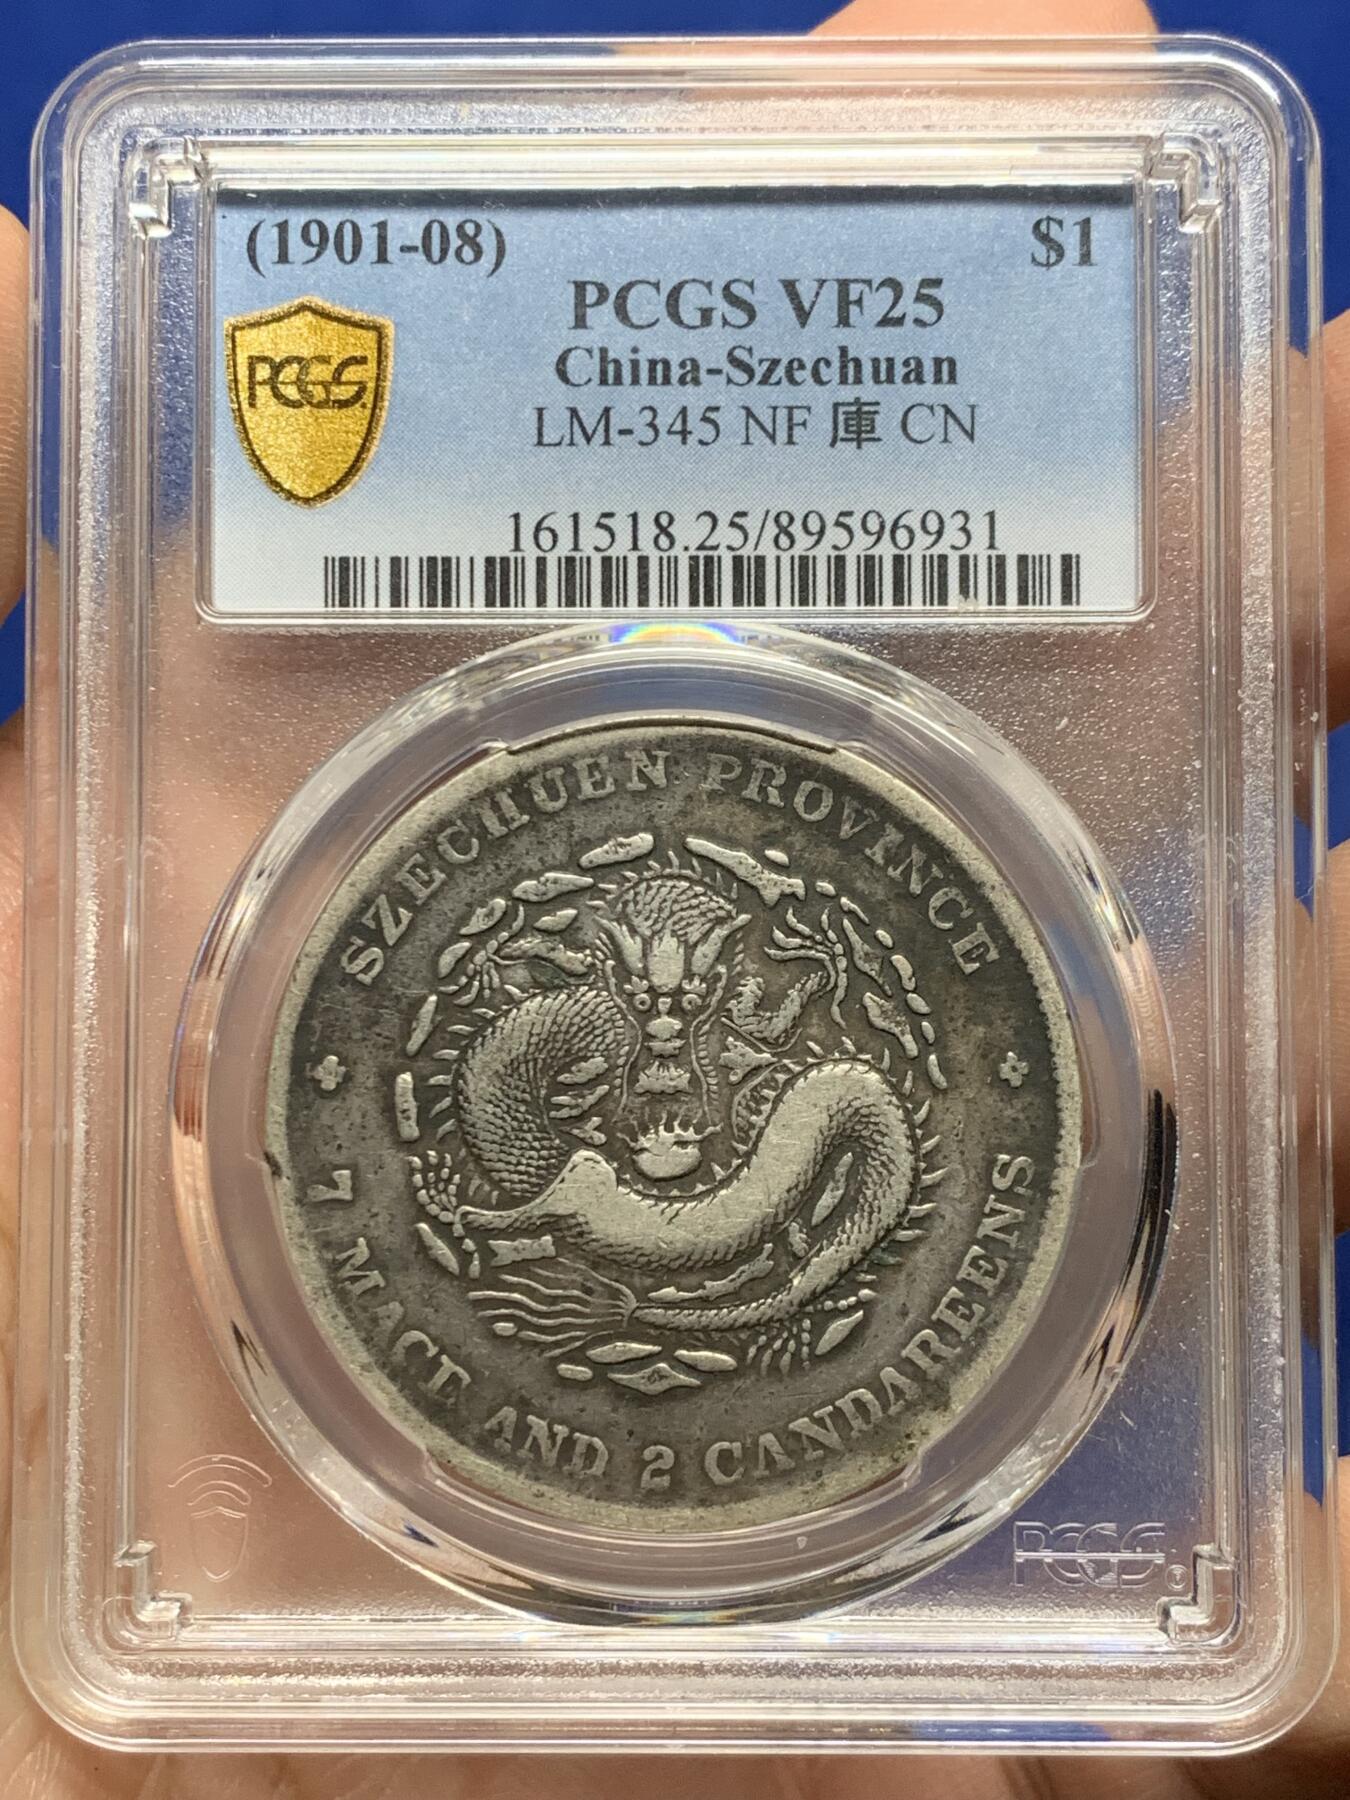 (1901-08) $1
PCGS VF25
PCGS
China-Szechuan
LM-345 NF 庫 CN
161518.25/89596931
SZECHUEN PROVINCE
7 MACE AND 2 CANDAREENS
PCGS